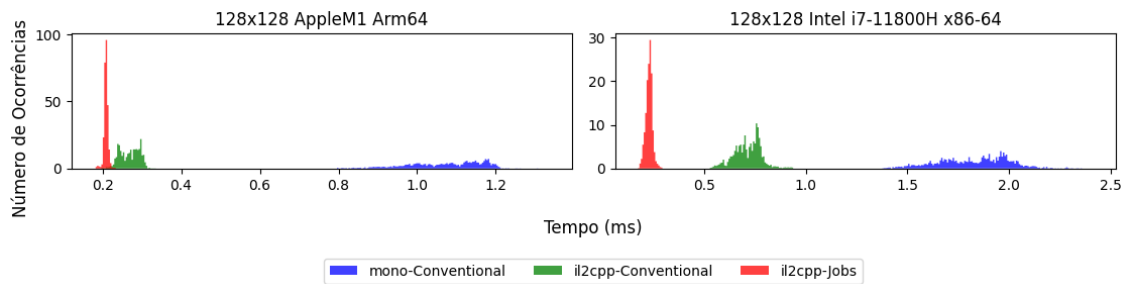 128x128 AppleM1 Arm64
128x128 Intel i7-11800H x86-64
Número de Ocorrências
100
50
0
0.2 0.4 0.6 0.8 1.0 1.2
30
20
10
0
0.5 1.0 1.5 2.0 2.5
Tempo (ms)
mono-Conventional il2cpp-Conventional il2cpp-Jobs